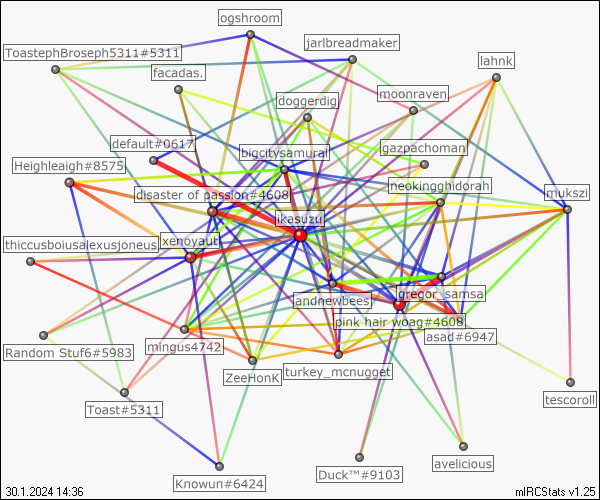 ogshroom
ToastephBroseph5311#5311
jarlbreadmaker
lahnk
facadas.
moonraven
doggerdig
default#0617
gazpachoman
bigcitysamurai
Heighleaigh#8575
neokingghidorah
disaster of passion#4608
mukszi
ikasuzu
xenoyaut
thiccusboiusalexusjoneus
andnewbees
gregor_samsa
pink hair woag#4608
asad#6947
Random Stuf6#5983
mingus4742
ZeeHonK
turkey_mcnugget
tescoroll
Toast#5311
avelicious
Knowun#6424
Duck™#9103
30.1.2024 14:36
mIRCStats v1.25